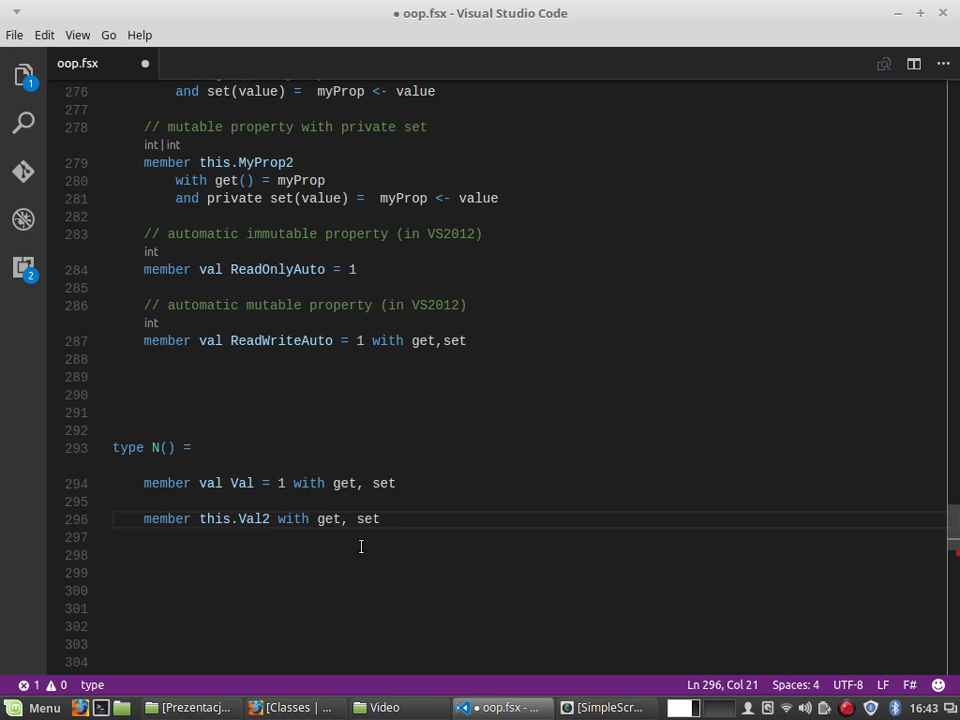 ● oop.fsx - Visual Studio Code
File Edit View Go Help
oop.fsx
276 and set(value) = myProp <- value
277
278 // mutable property with private set
int|int
279 member this.MyProp2
280 with get() = myProp
281 and private set(value) = myProp <- value
282
283 // automatic immutable property (in VS2012)
int
284 member val ReadOnlyAuto = 1
285
286 // automatic mutable property (in VS2012)
int
287 member val ReadWriteAuto = 1 with get,set
288
289
290
291
292
293 type N() =
294 member val Val = 1 with get, set
295
296 member this.Val2 with get, set
297
298
299
300
301
302
303
304
1
2
1 0 type Ln 296, Col 21 Spaces: 4 UTF-8 LF F#
Menu [Prezentacj... [Classes | ... Video ● oop.fsx - ... [SimpleScr... 16:43